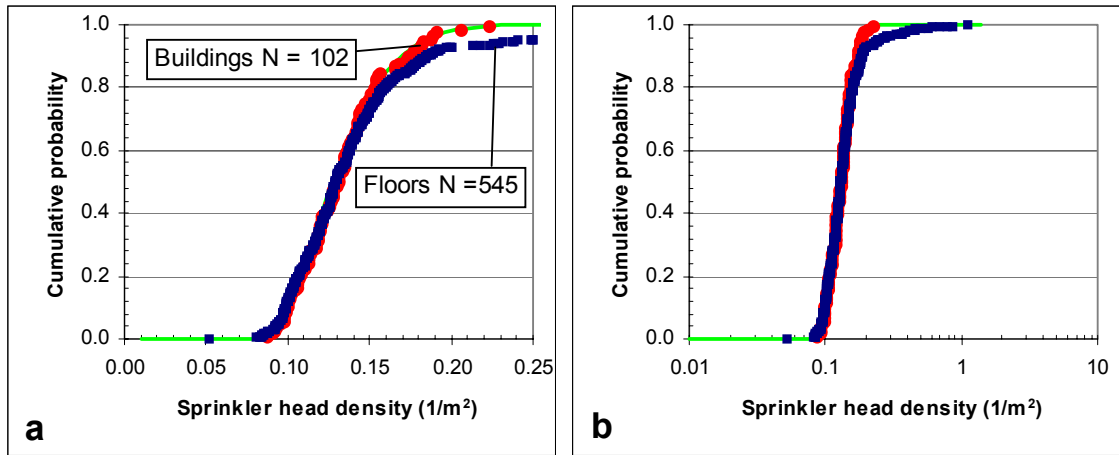 1.0
0.8
0.6
0.4
0.2
0.0
Cumulative probability
Buildings N = 102
Floors N =545
0.00 0.05 0.10 0.15 0.20 0.25
Sprinkler head density (1/m²)
a
1.0
0.8
0.6
0.4
0.2
0.0
Cumulative probability
0.01 0.1 1 10
Sprinkler head density (1/m²)
b